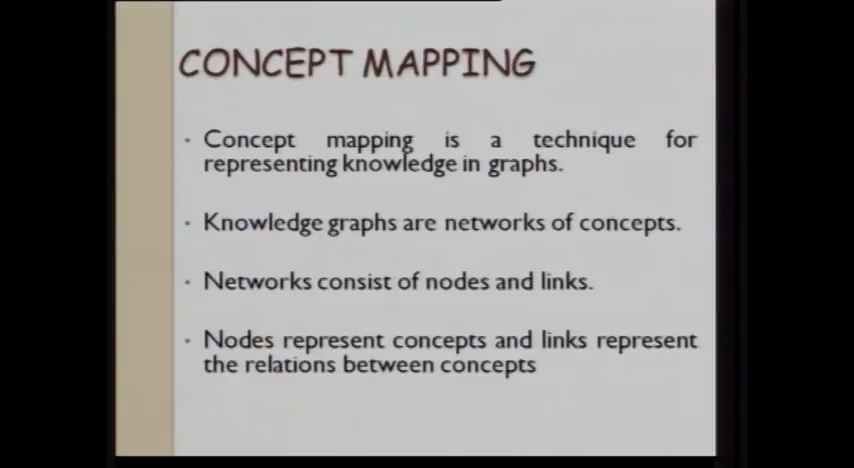 CONCEPT MAPPING
• Concept mapping is a technique for
representing knowledge in graphs.
• Knowledge graphs are networks of concepts.
• Networks consist of nodes and links.
• Nodes represent concepts and links represent
the relations between concepts